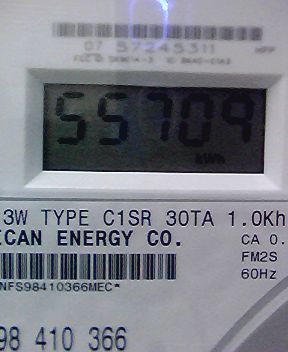 07 57245311
55709
kWh
3W TYPE C1SR 30TA 1.0Kh
CAN ENERGY CO.
CA 0.
FM2S
60Hz
NFS98410366MEC*
98 410 366